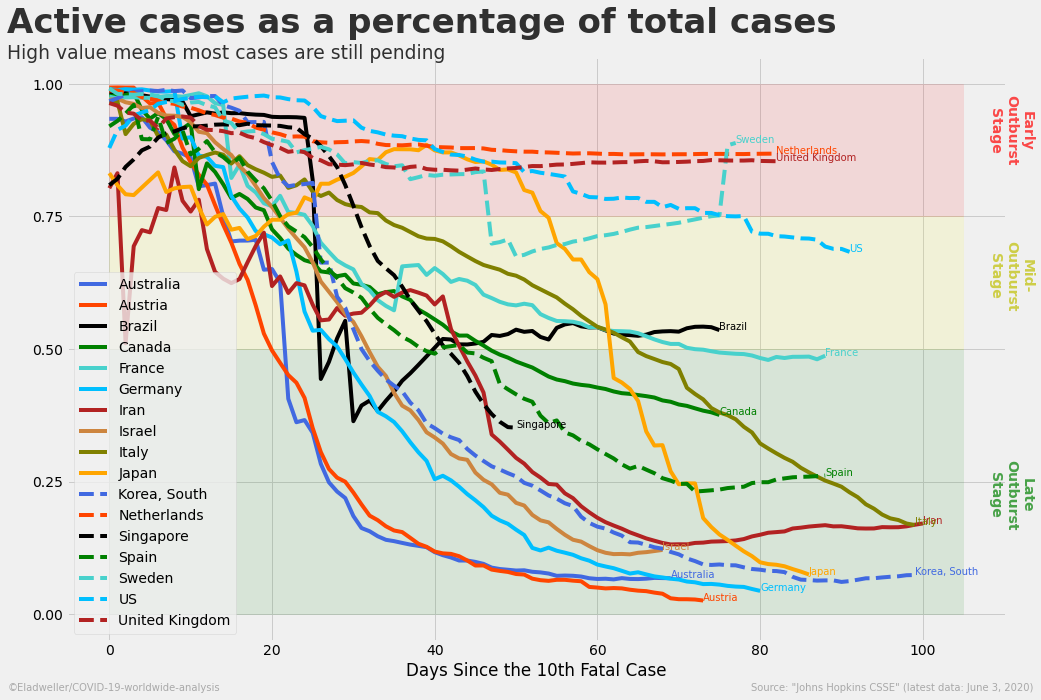 Active cases as a percentage of total cases
High value means most cases are still pending
1.00
0.75
0.50
0.25
0.00
0
20
40
60
80
100
Days Since the 10th Fatal Case
Early
Outburst
Stage
Mid-
Outburst
Stage
Late
Outburst
Stage
Sweden
Netherlands
United Kingdom
US
Brazil
France
Canada
Singapore
Spain
Italy
Iran
Israel
Australia
Japan
Korea, South
Germany
Austria
Australia
Austria
Brazil
Canada
France
Germany
Iran
Israel
Italy
Japan
Korea, South
Netherlands
Singapore
Spain
Sweden
US
United Kingdom
©Eladweller/COVID-19-worldwide-analysis
Source: "Johns Hopkins CSSE" (latest data: June 3, 2020)